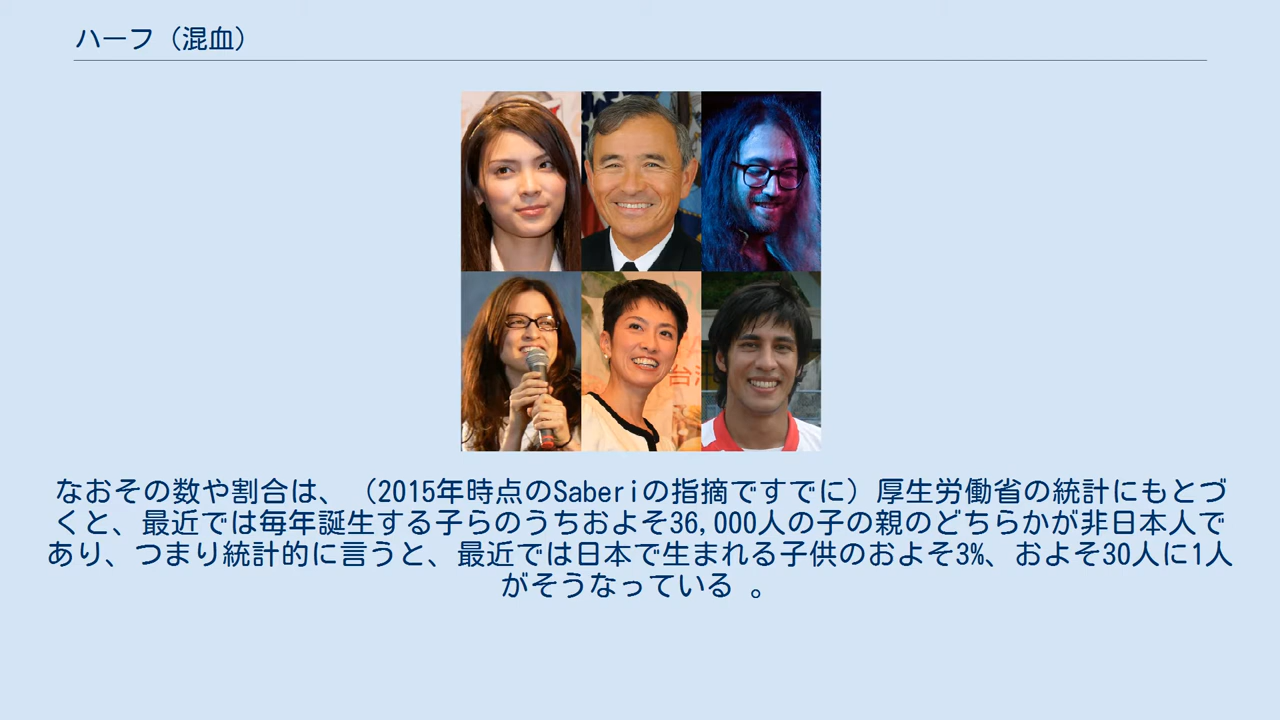 ハーフ（混血）
台湾
なおその数や割合は、（2015年時点のSaberiの指摘ですでに）厚生労働省の統計にもとづ
くと、最近では毎年誕生する子らのうちおよそ36,000人の子の親のどちらかが非日本人で
あり、つまり統計的に言うと、最近では日本で生まれる子供のおよそ3%、およそ30人に1人
がそうなっている 。